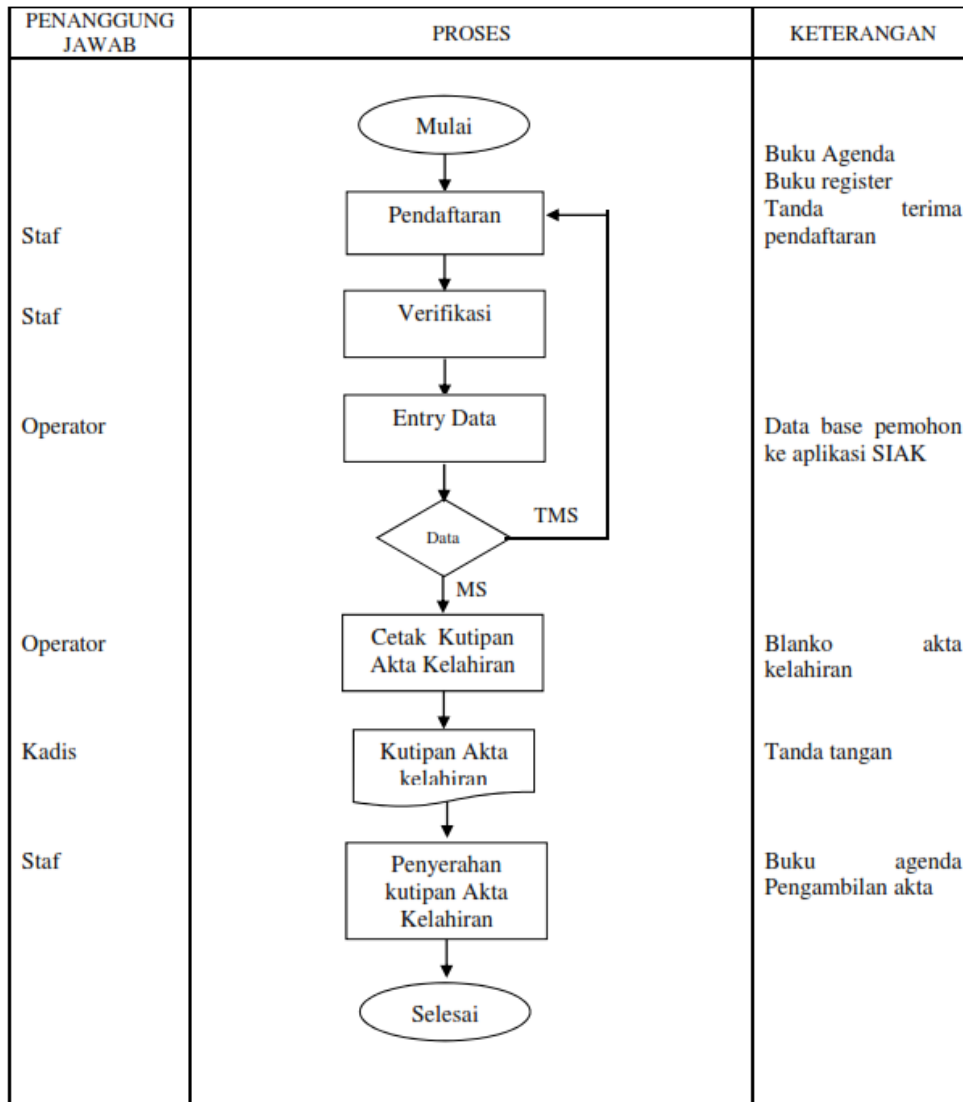 PENANGGUNG
JAWAB
PROSES
KETERANGAN
Mulai
Buku Agenda
Buku register
Tanda terima
pendaftaran
Pendaftaran
Staf
Staf
Verifikasi
Operator
Entry Data
Data base pemohon
ke aplikasi SIAK
TMS
Data
MS
Operator
Cetak Kutipan
Akta Kelahiran
Blanko akta
kelahiran
Kadis
Kutipan Akta
kelahiran
Tanda tangan
Staf
Penyerahan
kutipan Akta
Kelahiran
Buku agenda
Pengambilan akta
Selesai